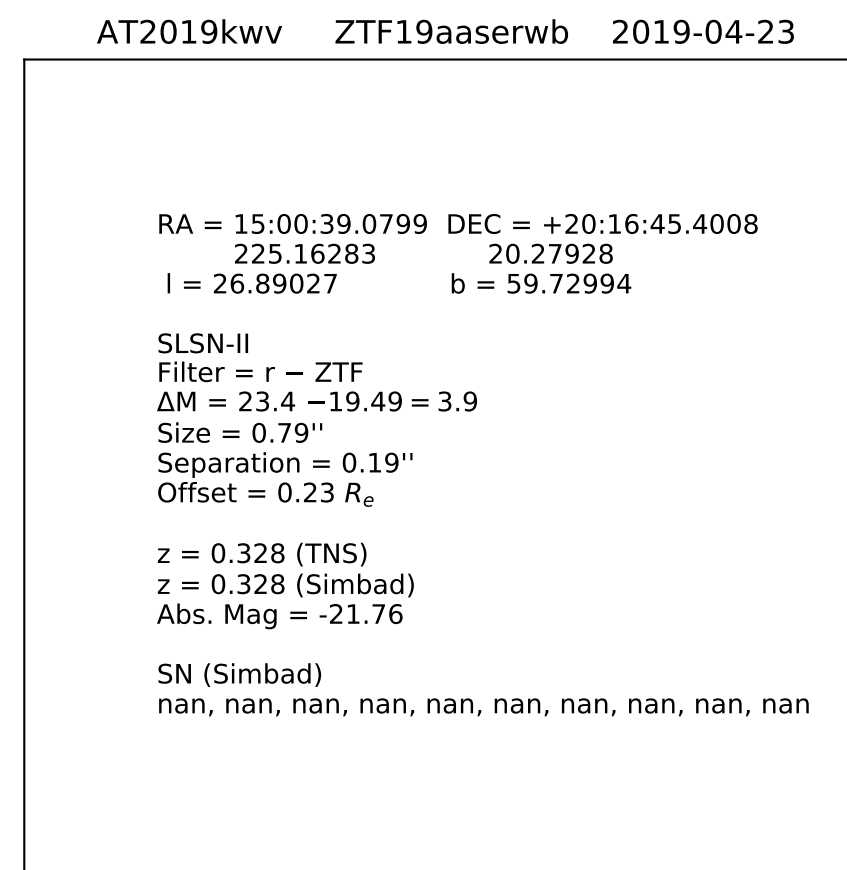 AT2019kwv ZTF19aaserwb 2019-04-23
RA = 15:00:39.0799 DEC = +20:16:45.4008
225.16283 20.27928
l = 26.89027 b = 59.72994
SLSN-II
Filter = r − ZTF
ΔM = 23.4 −19.49 = 3.9
Size = 0.79''
Separation = 0.19''
Offset = 0.23 Rₑ
z = 0.328 (TNS)
z = 0.328 (Simbad)
Abs. Mag = -21.76
SN (Simbad)
nan, nan, nan, nan, nan, nan, nan, nan, nan, nan